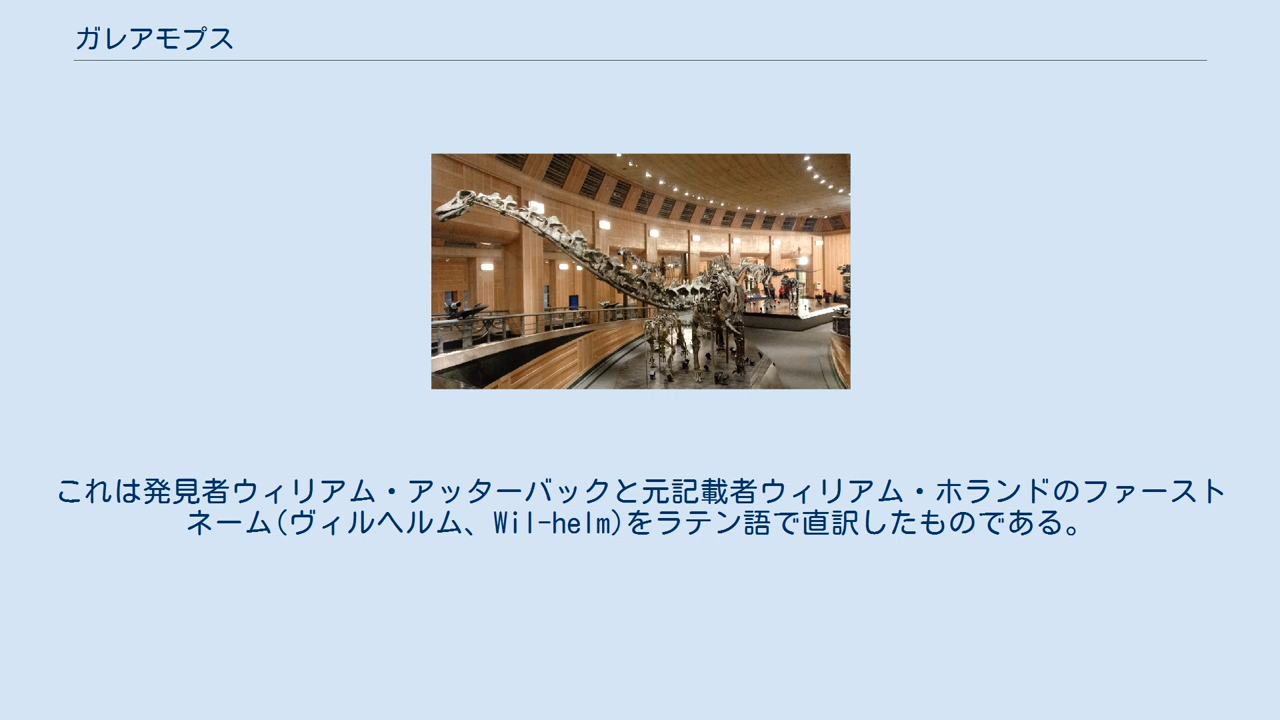 ガレアモプス
これは発見者ウィリアム・アッターバックと元記載者ウィリアム・ホランドのファースト
ネーム(ヴィルヘルム、Wil-helm)をラテン語で直訳したものである。